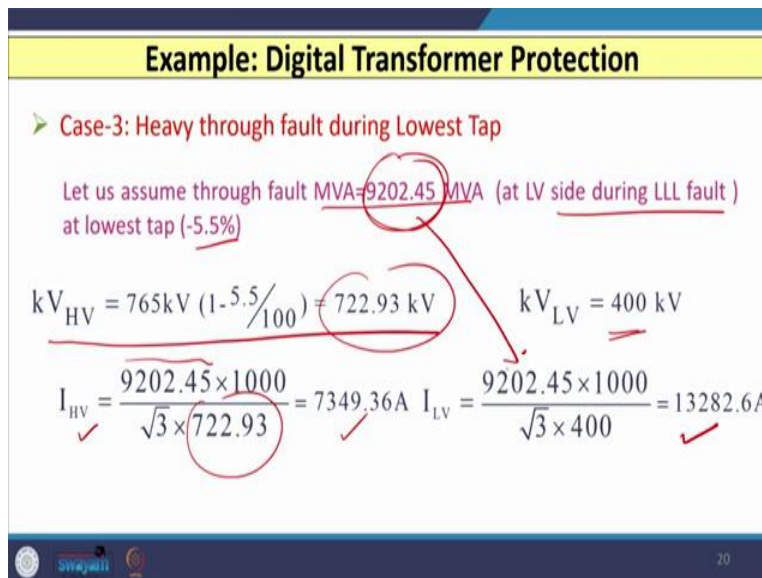 Example: Digital Transformer Protection
➤ Case-3: Heavy through fault during Lowest Tap
Let us assume through fault MVA=9202.45 MVA (at LV side during LLL fault )
at lowest tap (-5.5%)
kV_HV = 765kV (1-5.5/100) = 722.93 kV kV_LV = 400 kV
I_HV = 9202.45×1000 / √3 ×722.93 = 7349.36A I_LV = 9202.45×1000 / √3 ×400 = 13282.6A
swayam 20